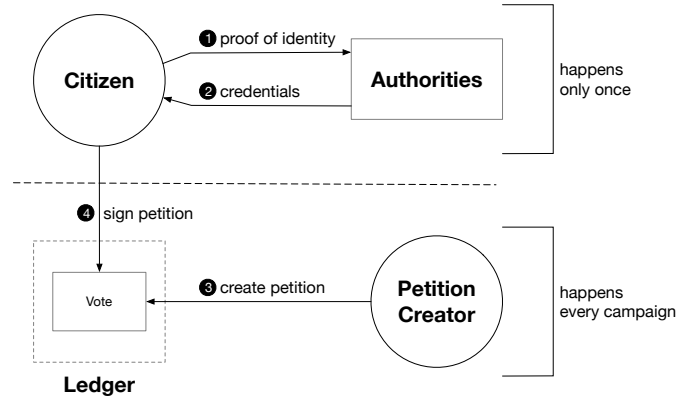 1 proof of identity
Citizen
Authorities
2 credentials
happens
only once
4 sign petition
Vote
3 create petition
Petition
Creator
happens
every campaign
Ledger